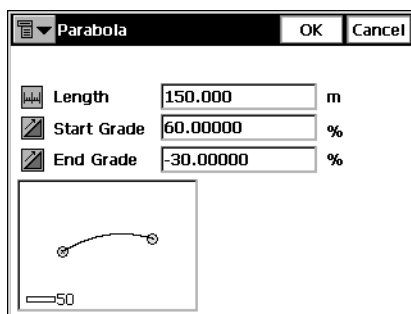 Parabola OK Cancel
Length 150.000 m
Start Grade 60.00000 %
End Grade -30.00000 %
50